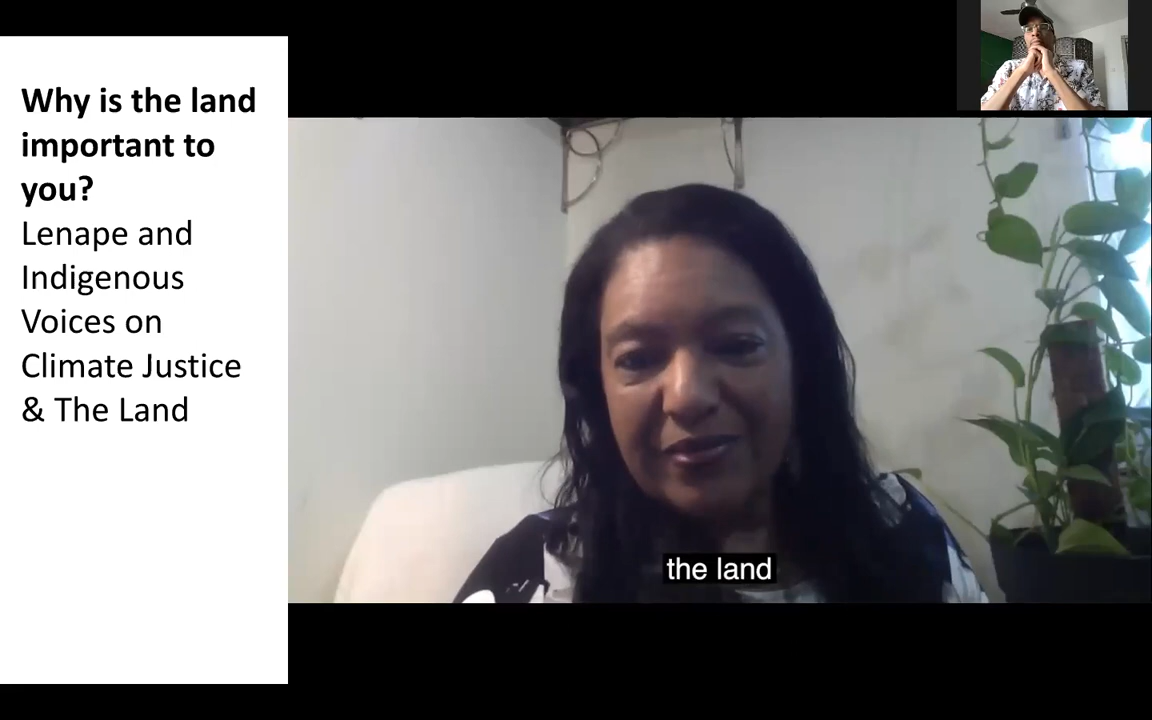 Why is the land
important to
you?
Lenape and
Indigenous
Voices on
Climate Justice
& The Land
the land